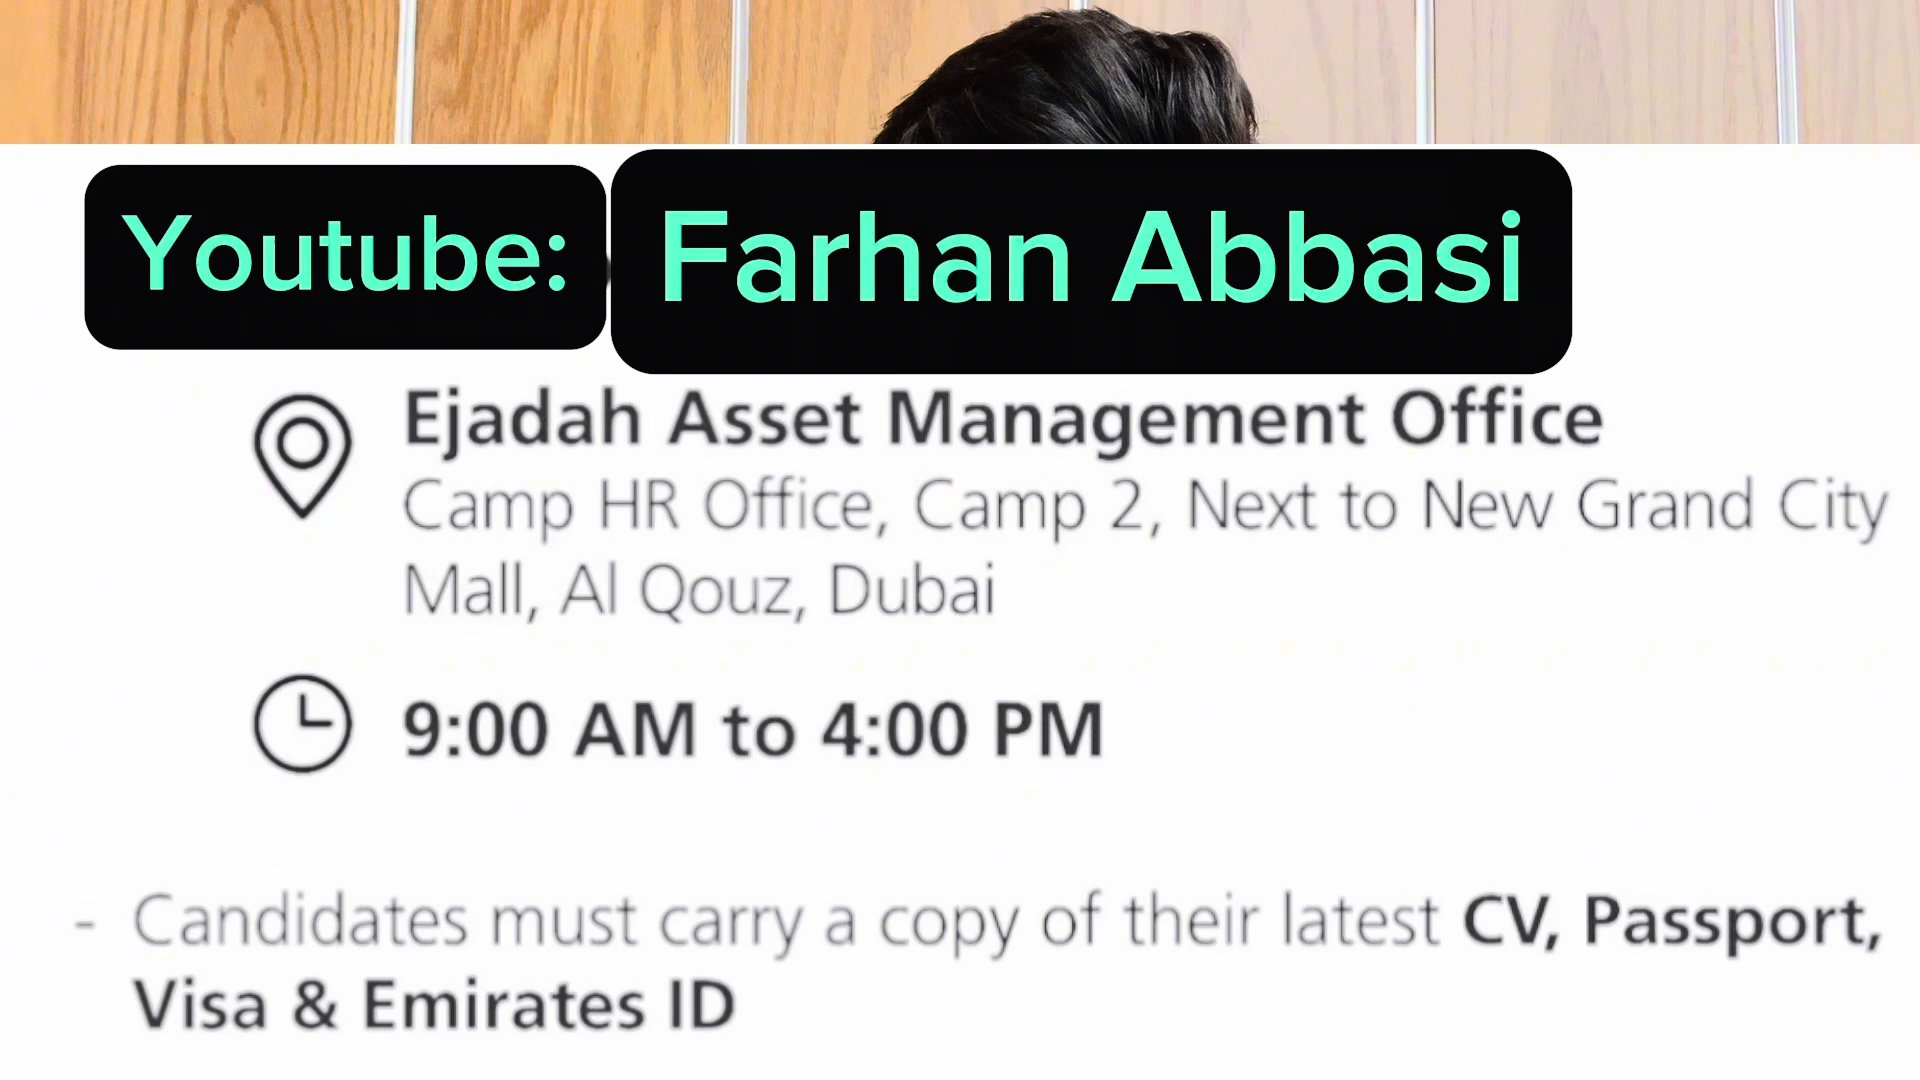 Youtube: Farhan Abbasi
Ejadah Asset Management Office
Camp HR Office, Camp 2, Next to New Grand City
Mall, Al Qouz, Dubai
9:00 AM to 4:00 PM
- Candidates must carry a copy of their latest CV, Passport,
Visa & Emirates ID